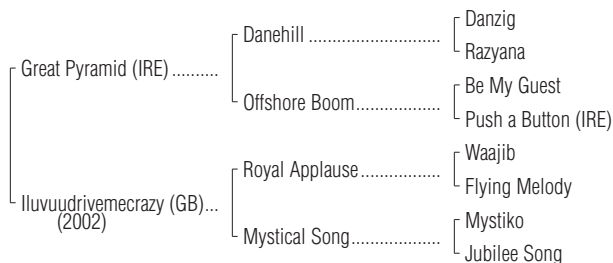 Danzig
Danehill ..............................
Razyana
Great Pyramid (IRE) ..........
Be My Guest
Offshore Boom......................
Push a Button (IRE)
Waajib
Royal Applause.....................
Flying Melody
Iluvuudrivemecrazy (GB)...
(2002)
Mystiko
Mystical Song.......................
Jubilee Song